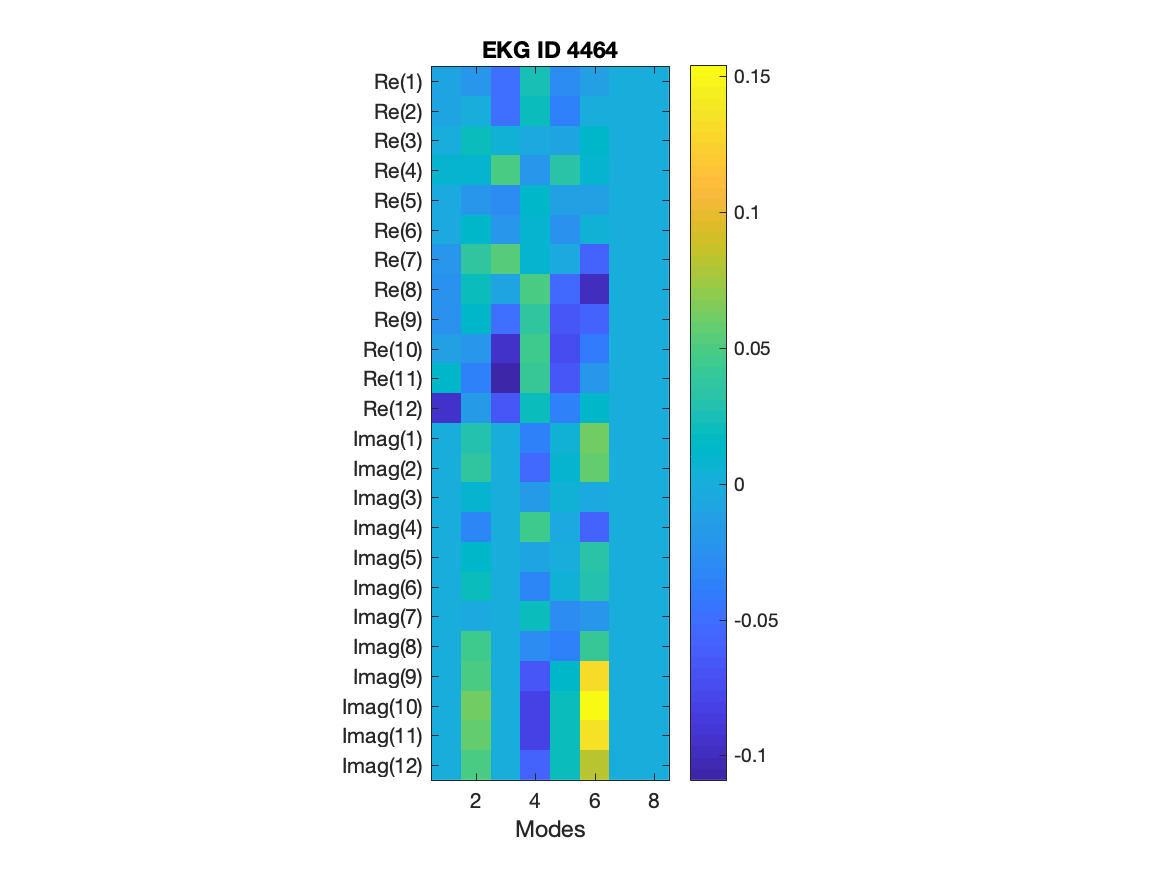 EKG ID 4464
Re(1)
Re(2)
Re(3)
Re(4)
Re(5)
Re(6)
Re(7)
Re(8)
Re(9)
Re(10)
Re(11)
Re(12)
Imag(1)
Imag(2)
Imag(3)
Imag(4)
Imag(5)
Imag(6)
Imag(7)
Imag(8)
Imag(9)
Imag(10)
Imag(11)
Imag(12)
2 4 6 8
Modes
0.15
0.1
0.05
0
-0.05
-0.1